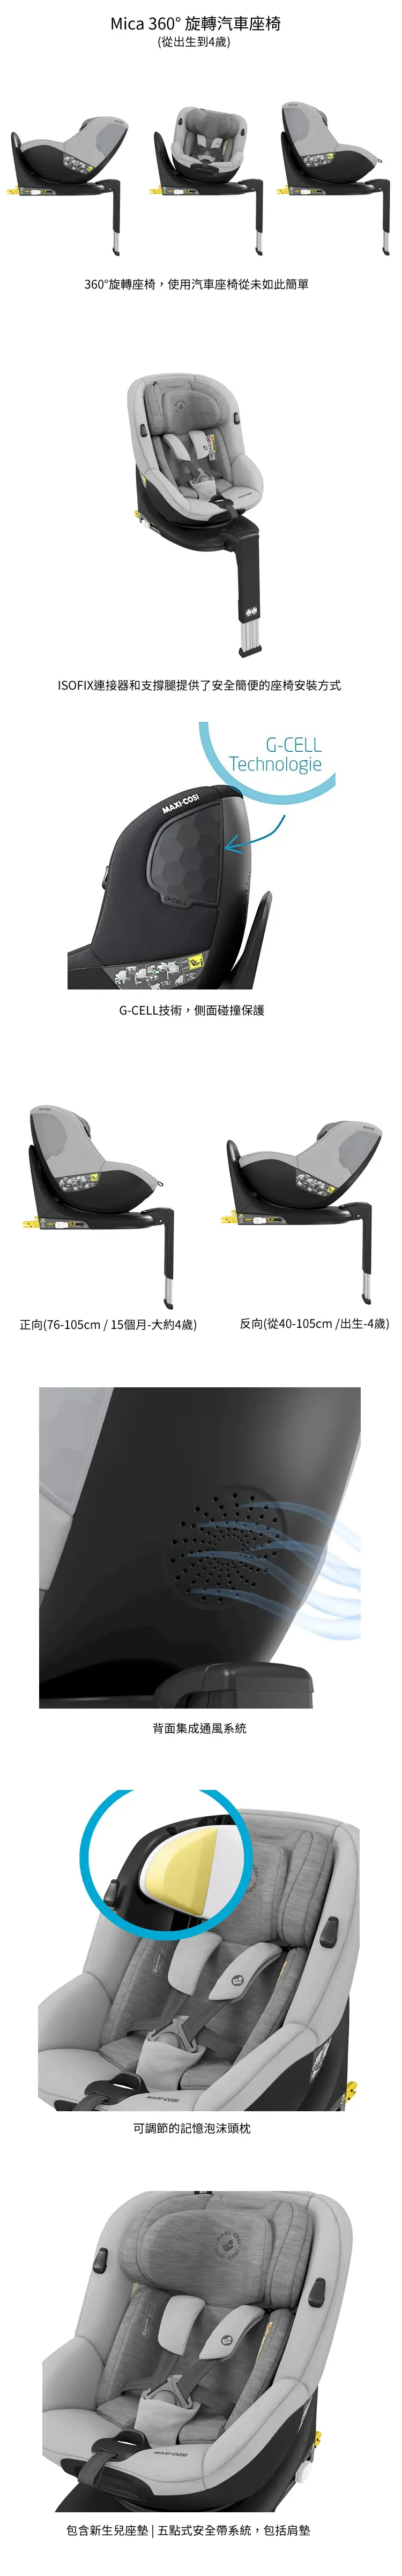 Mica 360° 旋轉汽車座椅
(從出生到4歲)
360°旋轉座椅，使用汽車座椅從未如此簡單
ISOFIX連接器和支撐腿提供了安全簡便的座椅安裝方式
G-CELL
Technologie
MAXI-COSI
G-CELL
G-CELL技術，側面碰撞保護
正向(76-105cm / 15個月-大約4歲)
反向(從40-105cm /出生-4歲)
背面集成通風系統
MAXI-COSI
可調節的記憶泡沫頭枕
MAXI-COSI
MAXI-COSI
包含新生兒座墊 | 五點式安全帶系統，包括肩墊